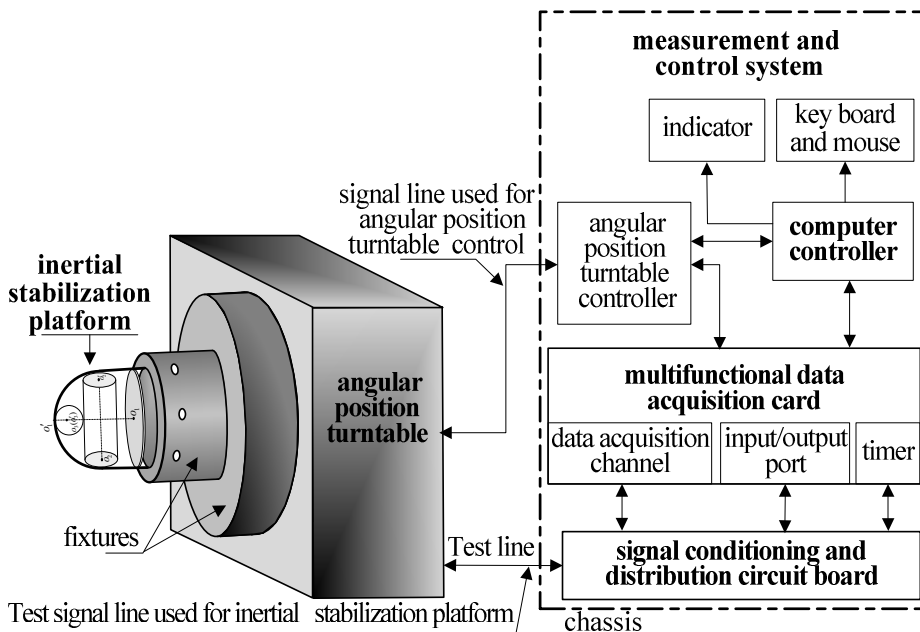 measurement and
control system
indicator
key board
and mouse
signal line used for
angular position
turntable control
angular
position
turntable
controller
computer
controller
inertial
stabilization
platform
angular
position
turntable
multifunctional data
acquisition card
data acquisition
channel
input/output
port
timer
fixtures
Test line
signal conditioning and
distribution circuit board
Test signal line used for inertial stabilization platform
chassis